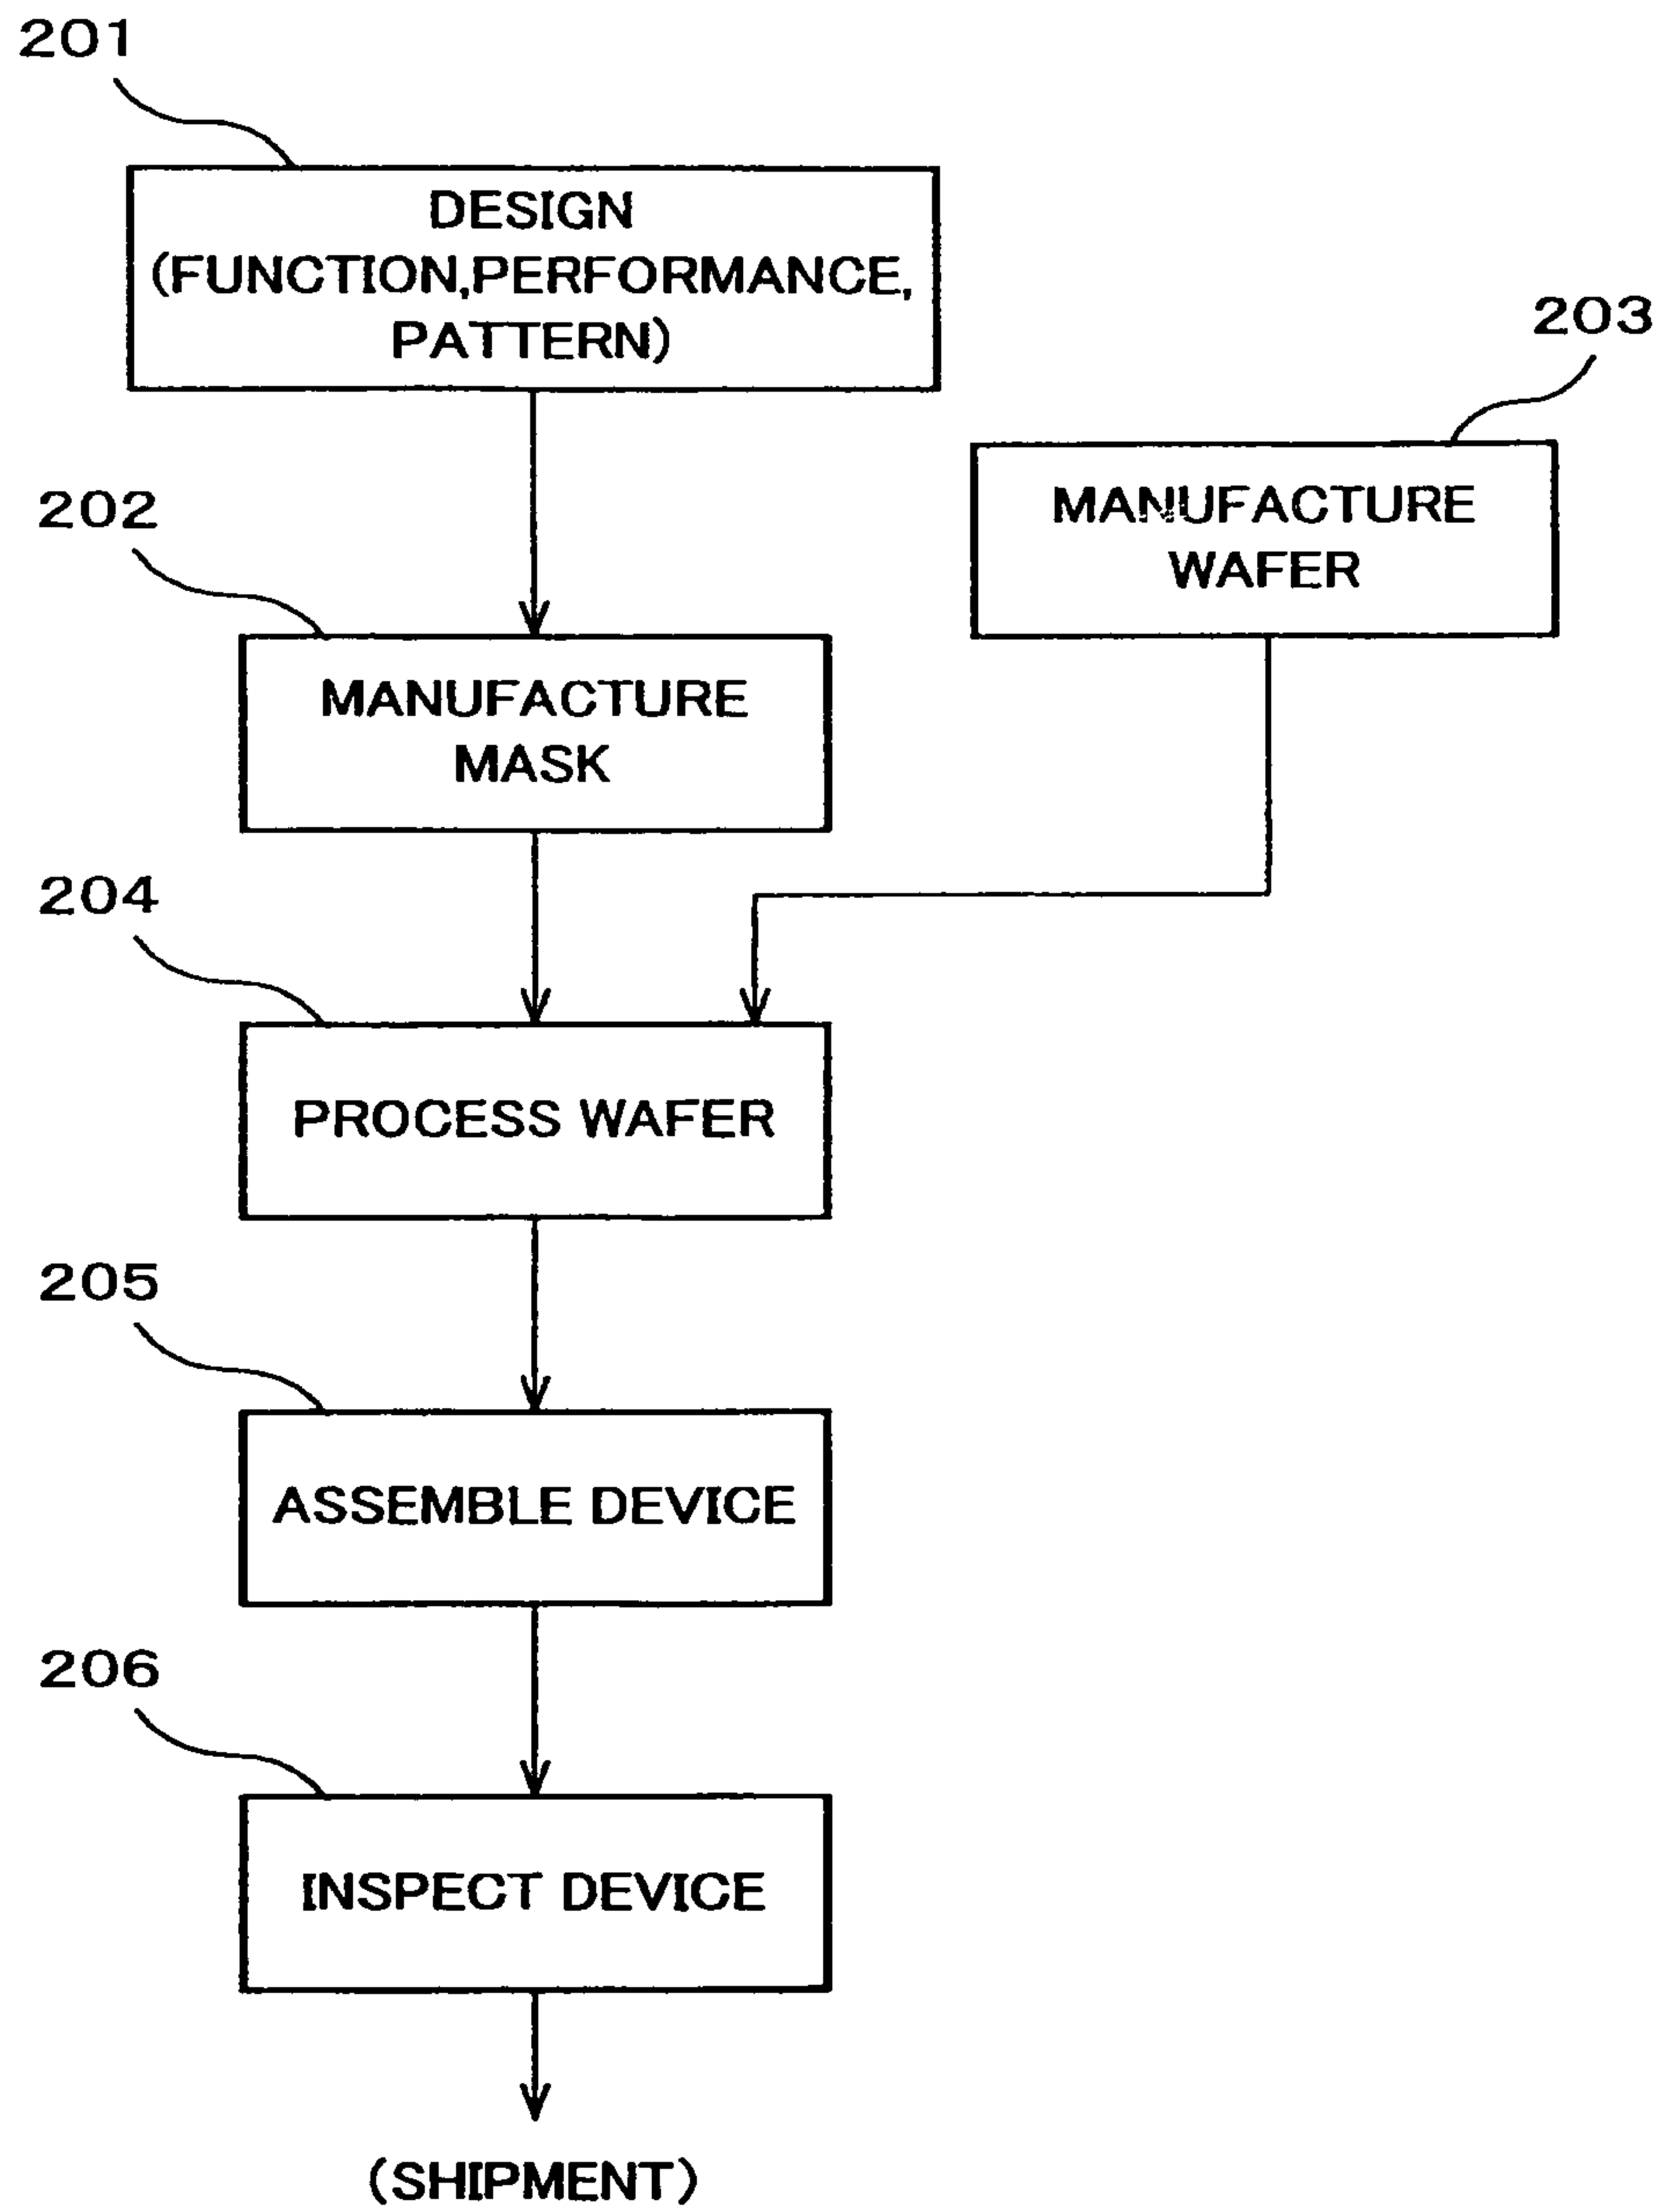 201
DESIGN
(FUNCTION,PERFORMANCE,
PATTERN)
203
MANUFACTURE
WAFER
202
MANUFACTURE
MASK
204
PROCESS WAFER
205
ASSEMBLE DEVICE
206
INSPECT DEVICE
(SHIPMENT)